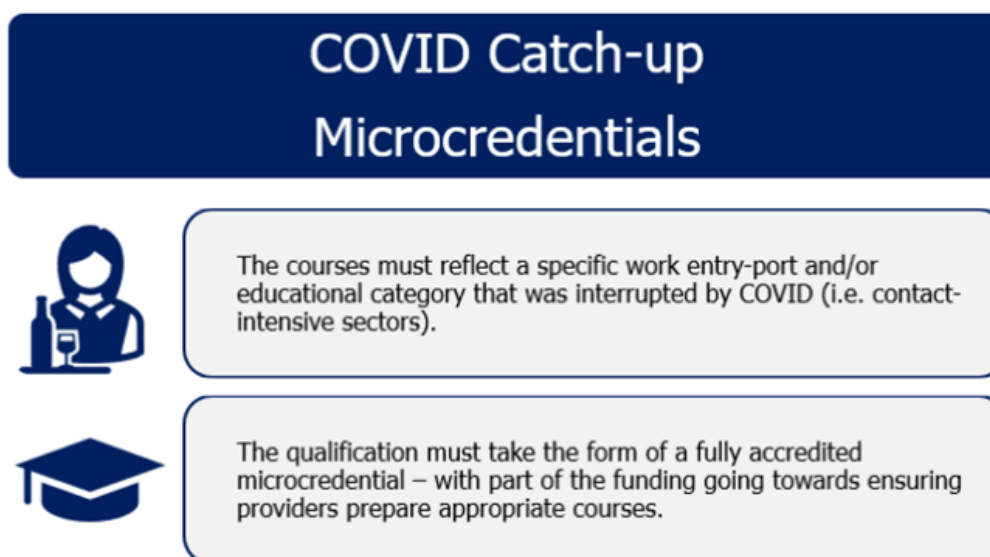 COVID Catch-up
Microcredentials
The courses must reflect a specific work entry-port and/or
educational category that was interrupted by COVID (i.e. contact-
intensive sectors).
The qualification must take the form of a fully accredited
microcredential – with part of the funding going towards ensuring
providers prepare appropriate courses.